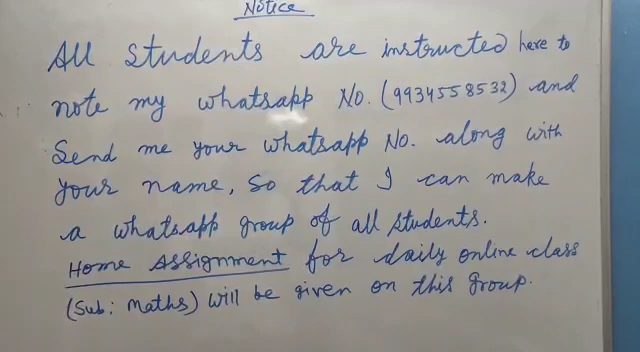 Notice
All students are instructed here to
note my whatsapp No. (9934558532) and
Send me your whatsapp No. along with
your name, so that I can make
a whatsapp group of all students.
Home Assignment for daily online class
(Sub: Maths) will be given on this group.